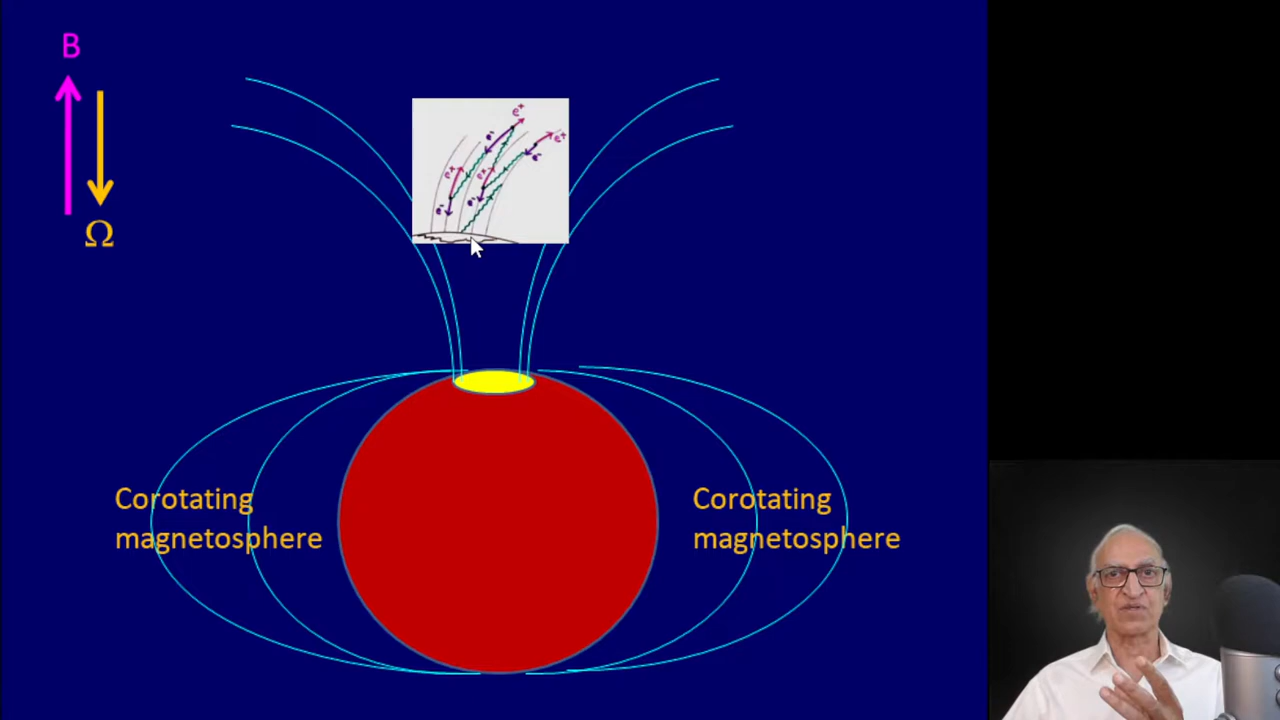 B
Ω
e⁺
e⁺
e⁻
e⁻
e⁺
e⁺
e⁻
e⁻
Corotating
magnetosphere
Corotating
magnetosphere